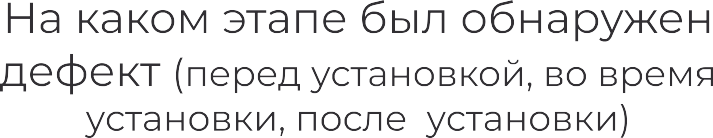 На каком этапе был обнаружен
дефект (перед установкой, во время
установки, после  установки)